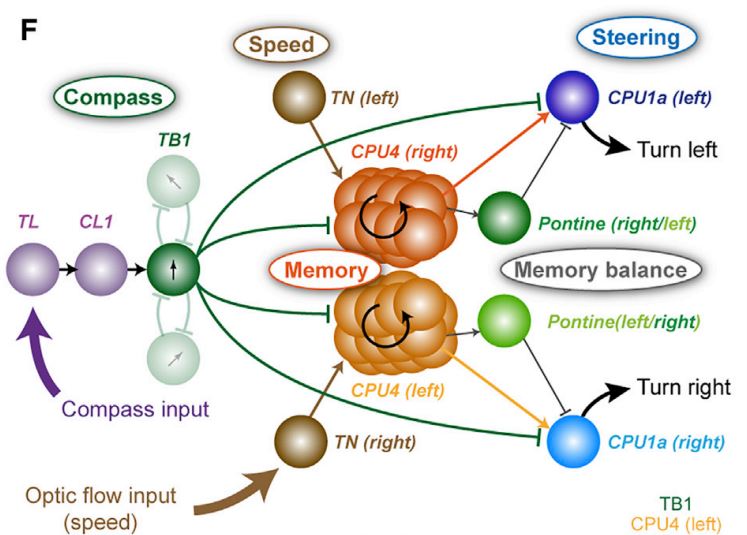 F
Speed
Steering
Compass
TN (left)
CPU1a (left)
TB1
CPU4 (right)
Turn left
TL
CL1
Pontine (right/left)
Memory
Memory balance
Pontine(left/right)
CPU4 (left)
Turn right
Compass input
TN (right)
CPU1a (right)
Optic flow input
(speed)
TB1
CPU4 (left)